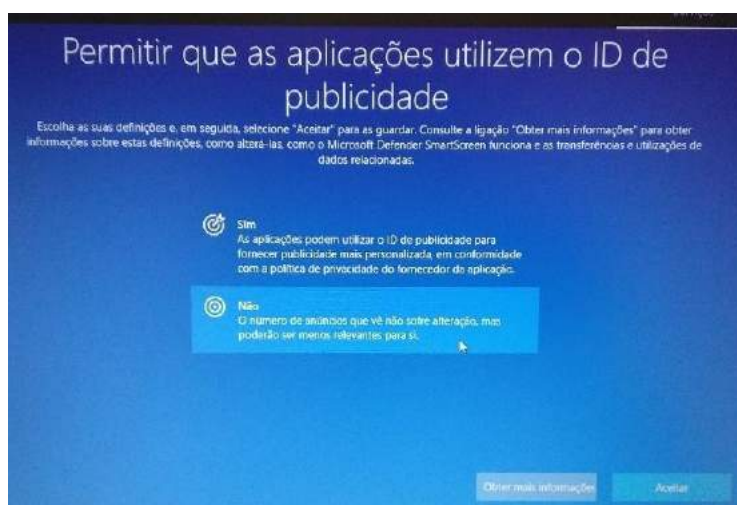 Permitir que as aplicações utilizem o ID de
publicidade
Escolha as suas definições e, em seguida, selecione "Aceitar" para as guardar. Consulte a ligação "Obter mais informações" para obter
informações sobre estas definições, como alterá-las, como o Microsoft Defender SmartScreen funciona e as transferências e utilizações de
dados relacionadas.
Sim
As aplicações podem utilizar o ID de publicidade para
fornecer publicidade mais personalizada, em conformidade
com a política de privacidade do fornecedor da aplicação.
Não
O número de anúncios que vê não sofre alteração, mas
poderão ser menos relevantes para si.
Obter mais informações
Aceitar